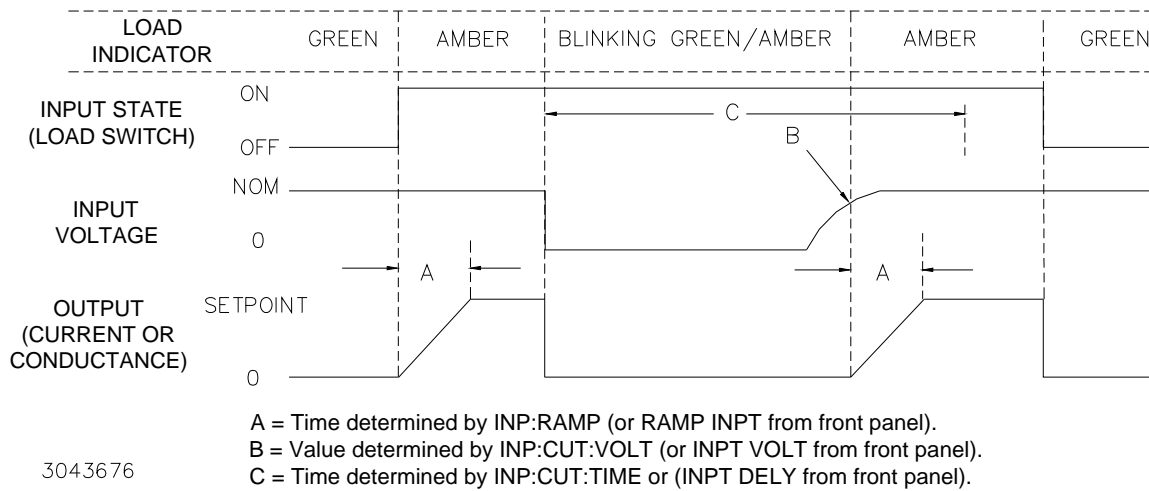 LOAD
INDICATOR
GREEN
AMBER
BLINKING GREEN/AMBER
AMBER
GREEN
INPUT STATE
(LOAD SWITCH)
ON
OFF
C
B
INPUT
VOLTAGE
NOM
0
A
A
OUTPUT
(CURRENT OR
CONDUCTANCE)
SETPOINT
0
A = Time determined by INP:RAMP (or RAMP INPT from front panel).
B = Value determined by INP:CUT:VOLT (or INPT VOLT from front panel).
C = Time determined by INP:CUT:TIME or (INPT DELY from front panel).
3043676